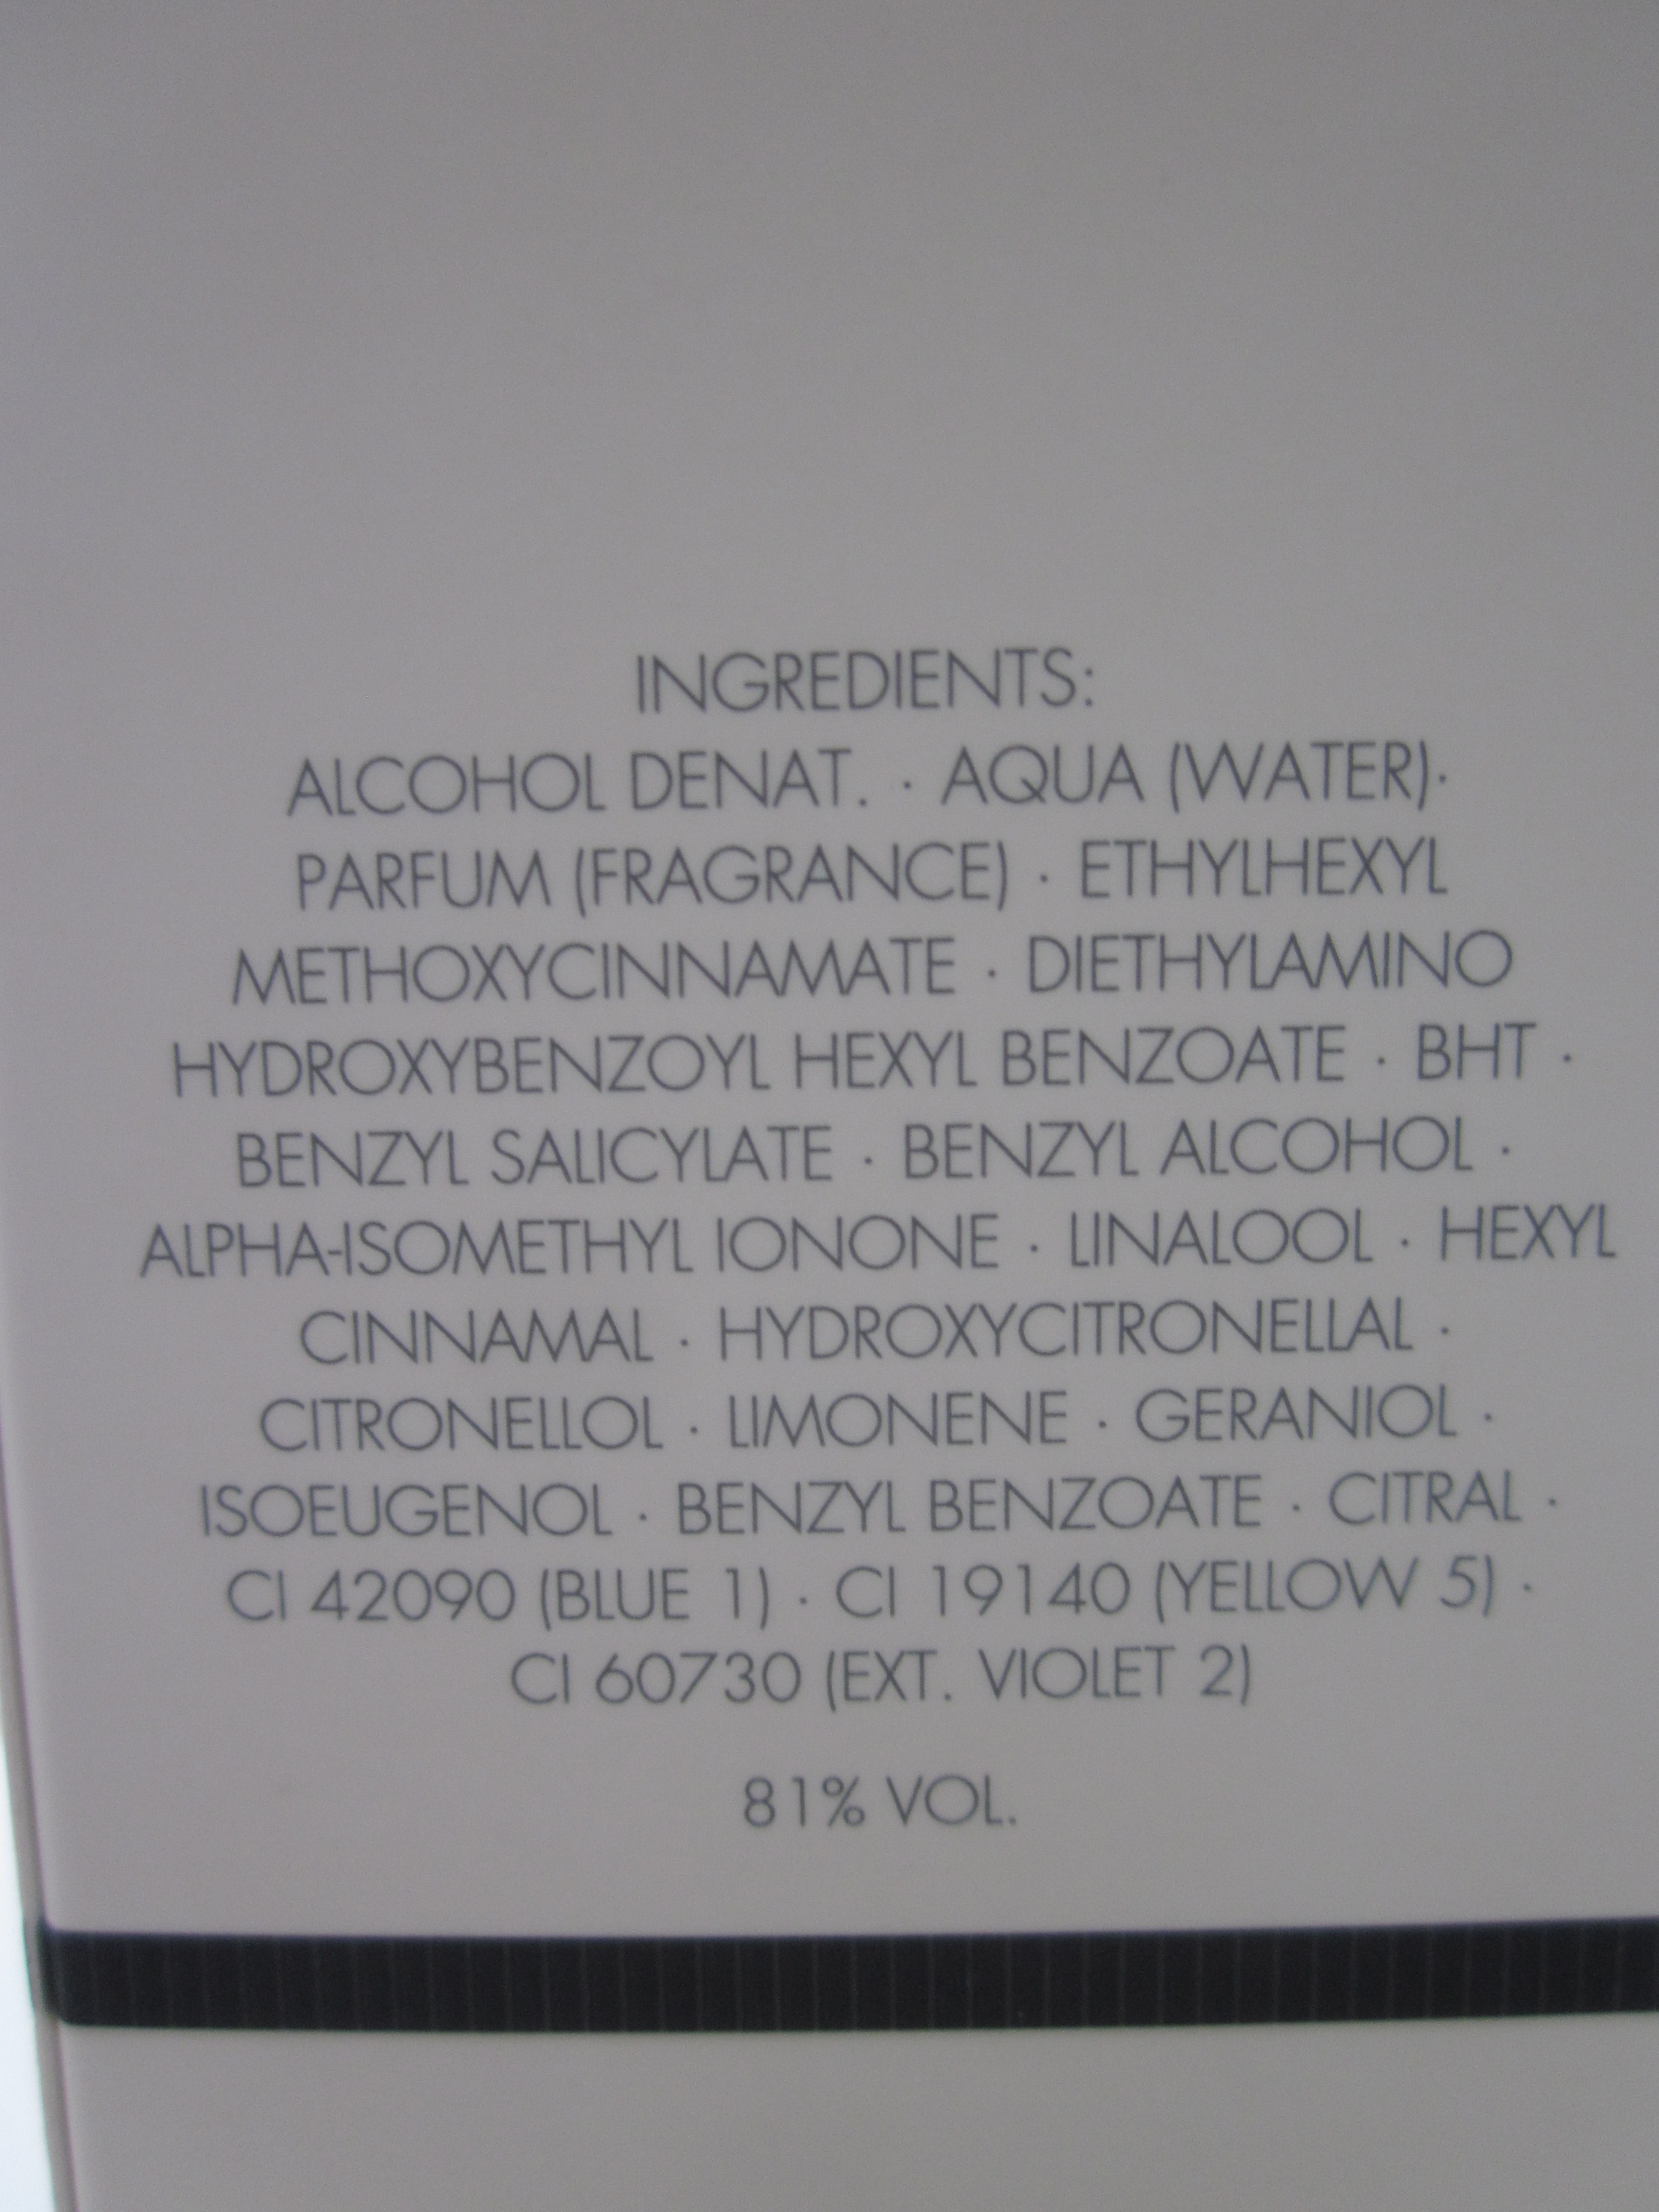 INGREDIENTS:
ALCOHOL DENAT. · AQUA (WATER)·
PARFUM (FRAGRANCE) · ETHYLHEXYL
METHOXYCINNAMATE · DIETHYLAMINO
HYDROXYBENZOYL HEXYL BENZOATE · BHT ·
BENZYL SALICYLATE · BENZYL ALCOHOL ·
ALPHA-ISOMETHYL IONONE · LINALOOL · HEXYL
CINNAMAL · HYDROXYCITRONELLAL ·
CITRONELLOL · LIMONENE · GERANIOL ·
ISOEUGENOL · BENZYL BENZOATE · CITRAL ·
CI 42090 (BLUE 1) · CI 19140 (YELLOW 5) ·
CI 60730 (EXT. VIOLET 2)
81% VOL.